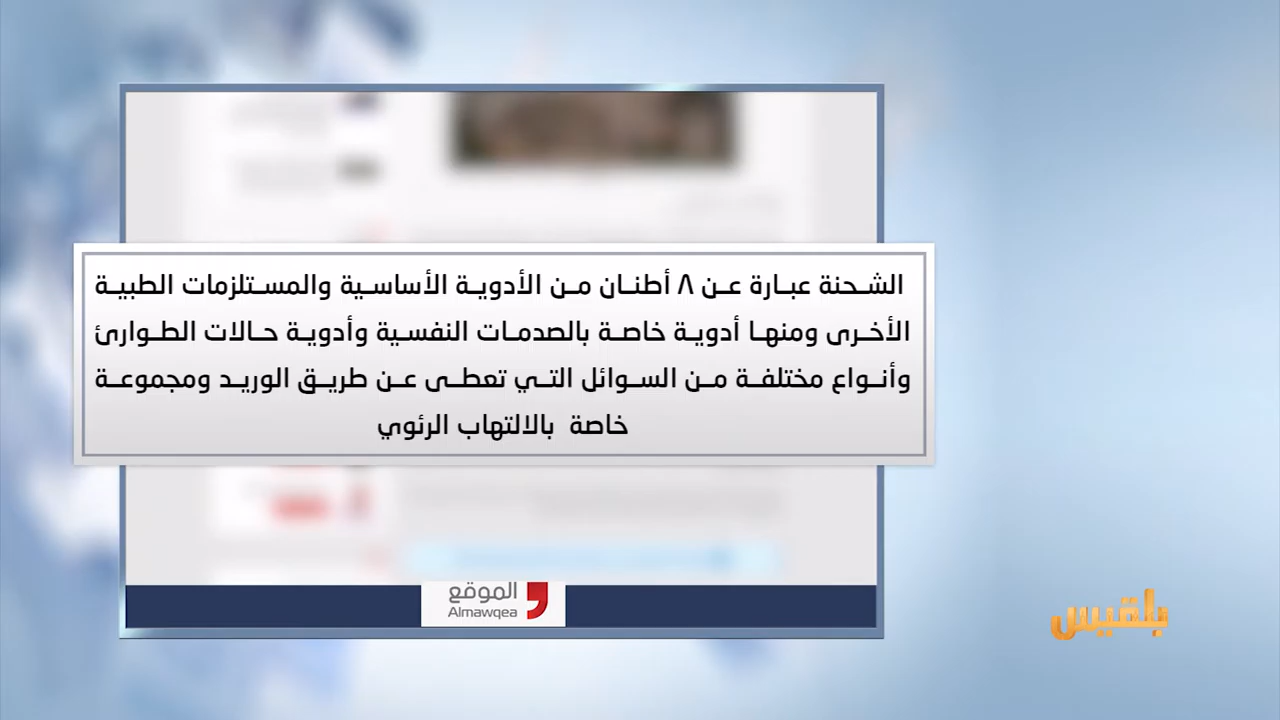 الشحنة عبارة عن ٨ أطنان من الأدوية الأساسية والمستلزمات الطبية
الأخرى ومنها أدوية خاصة بالصدمات النفسية وأدوية حالات الطوارئ
وأنواع مختلفة من السوائل التي تعطى عن طريق الوريد ومجموعة
خاصة بالالتهاب الرئوي
الموقع
Almawqea
بلقيس